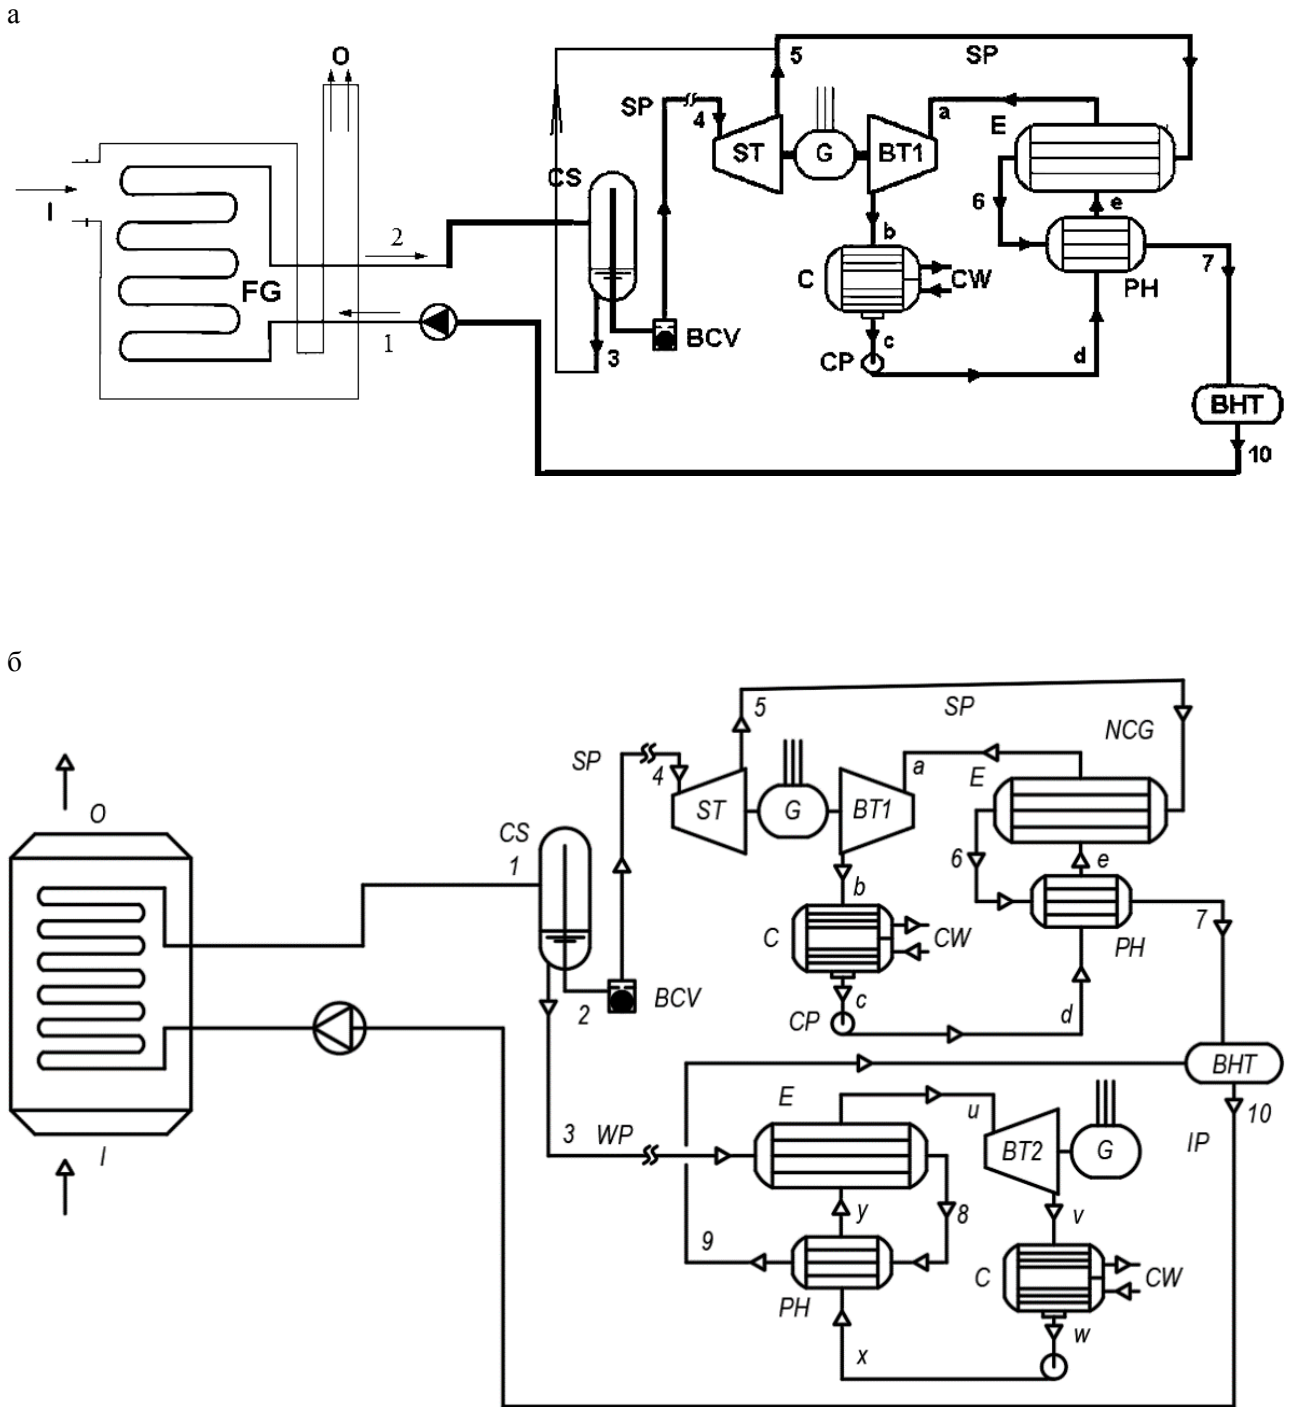 а
O
5
SP
SP
4
a
E
ST
G
BT1
CS
I
6
e
2
b
7
FG
C
CW
PH
1
3
BCV
c
d
CP
BHT
10
б
5
SP
NCG
SP
4
a
E
O
ST
G
BT1
CS
1
6
e
b
7
C
CW
PH
2
BCV
c
CP
d
BHT
E
u
10
3
WP
BT2
G
IP
I
y
8
v
9
C
CW
PH
w
x